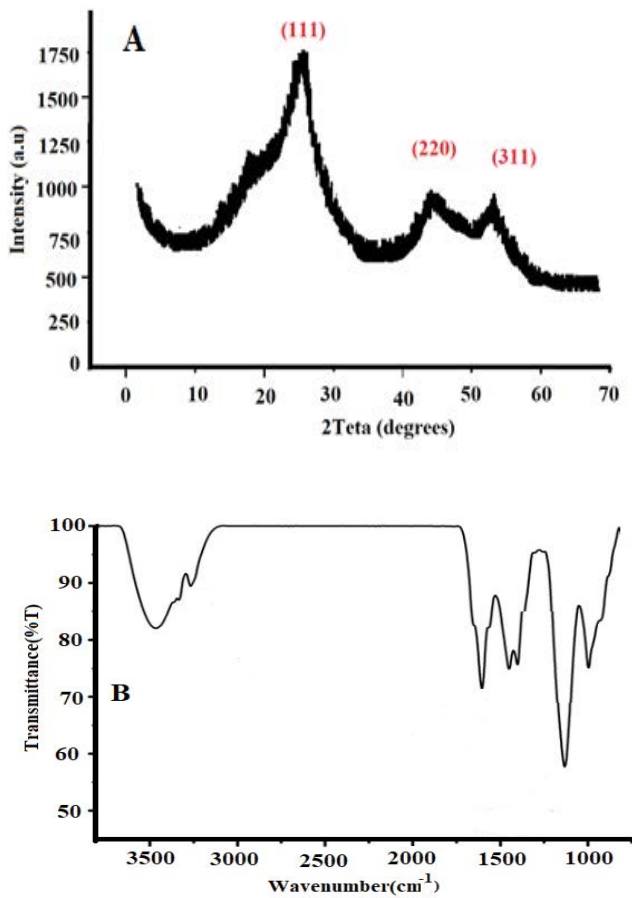 A
(111)
(220)
(311)
1750
1500
1250
1000
750
500
250
0
Intensity (a.u)
0 10 20 30 40 50 60 70
2Teta (degrees)
100
90
80
70
60
50
B
Transmittance(%T)
3500 3000 2500 2000 1500 1000
Wavenumber(cm-1)